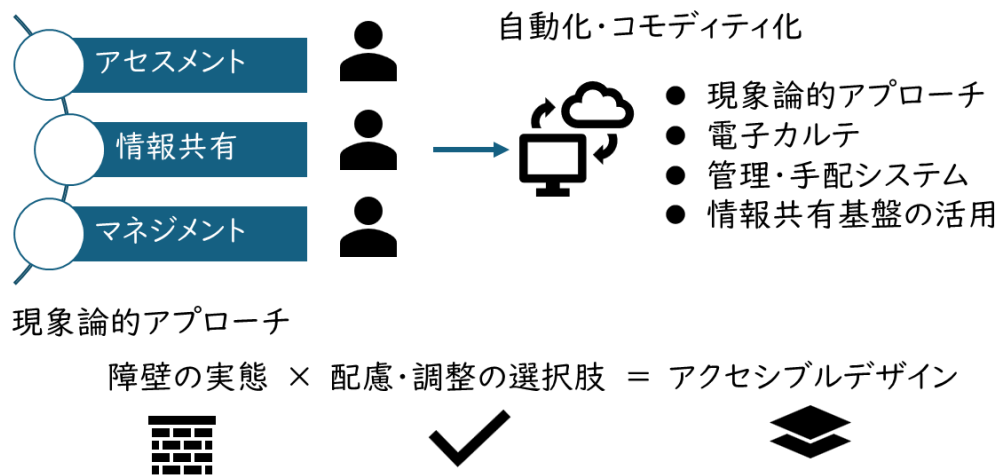 自動化・コモディティ化
アセスメント
情報共有
マネジメント
● 現象論的アプローチ
● 電子カルテ
● 管理・手配システム
● 情報共有基盤の活用
現象論的アプローチ
障壁の実態 × 配慮・調整の選択肢 = アクセシブルデザイン